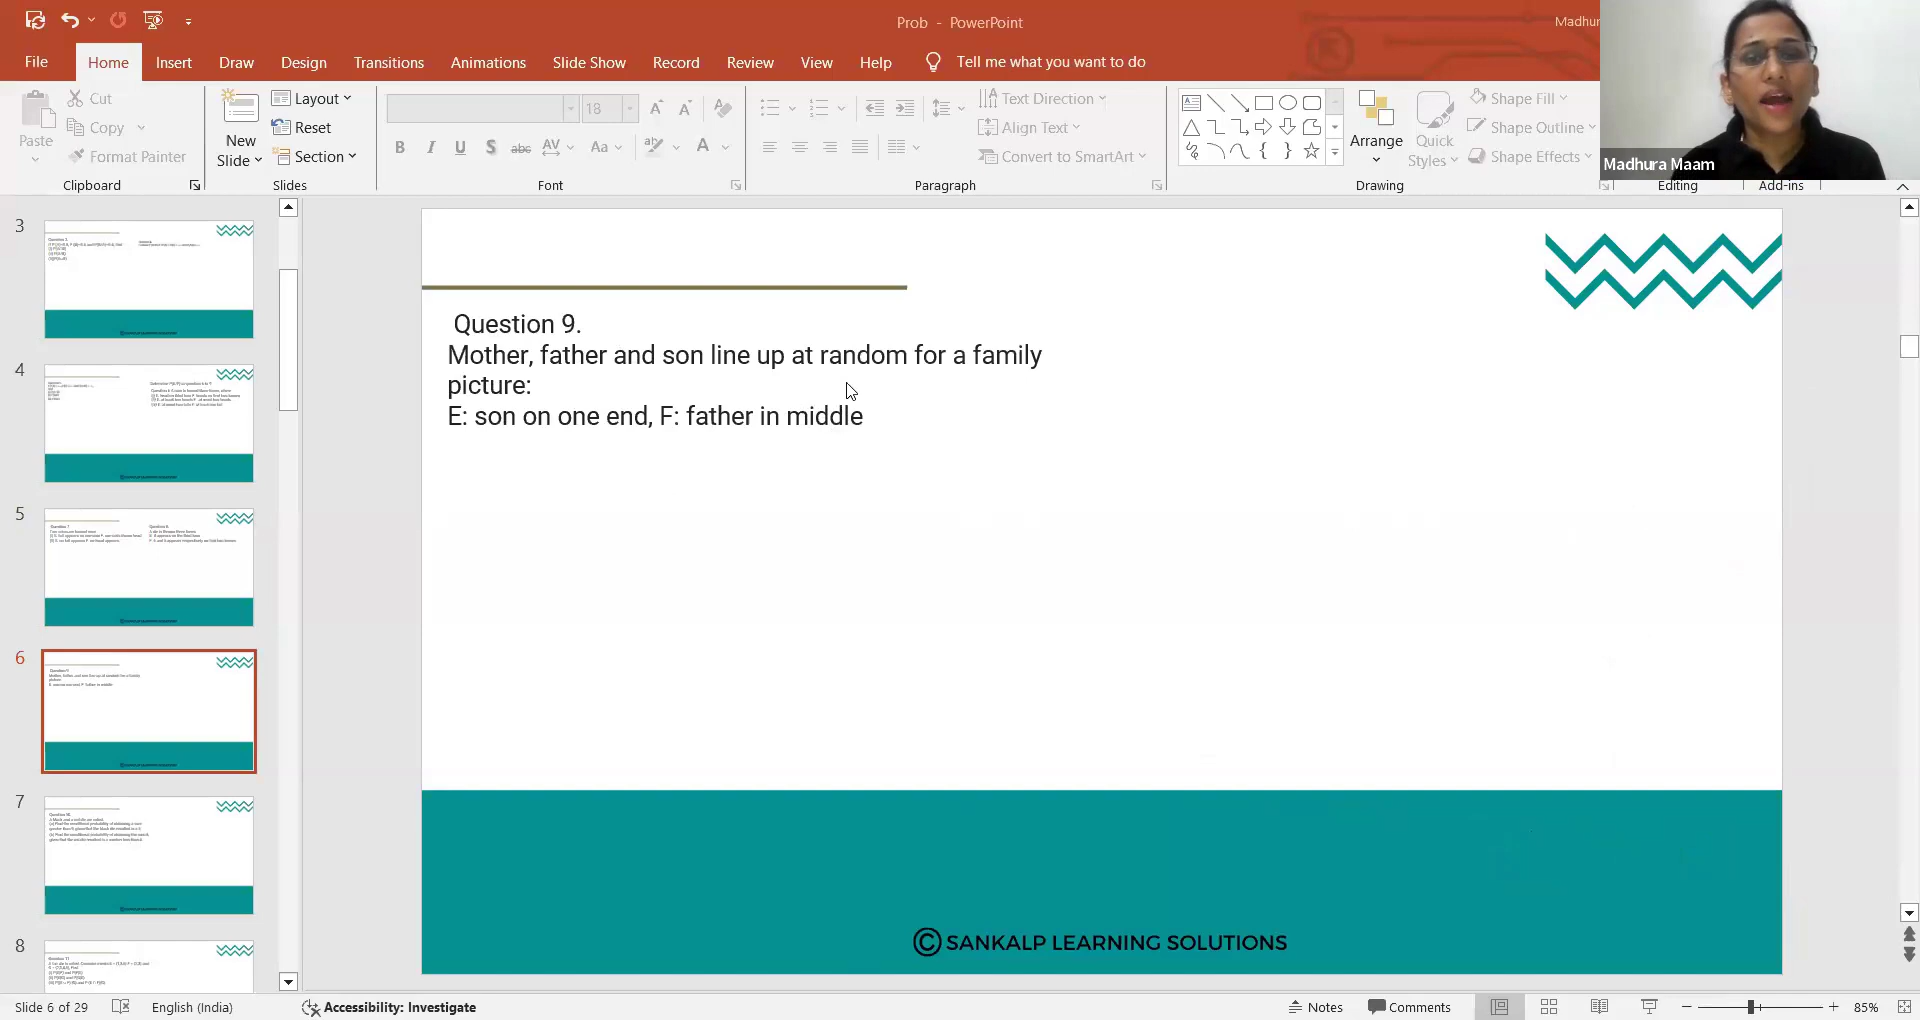 Prob - PowerPoint
Madhur
File Home Insert Draw Design Transitions Animations Slide Show Record Review View Help Tell me what you want to do
Cut
Copy
Format Painter
Paste
Clipboard
New Slide
Layout
Reset
Section
Slides
18
Font
Text Direction
Align Text
Convert to SmartArt
Paragraph
Arrange
Quick Styles
Shape Fill
Shape Outline
Shape Effects
Drawing
Editing
Add-ins
Madhura Maam
3
4
5
6
7
8
Question 9.
Mother, father and son line up at random for a family
picture:
E: son on one end, F: father in middle
© SANKALP LEARNING SOLUTIONS
Slide 6 of 29
English (India)
Accessibility: Investigate
Notes
Comments
85%